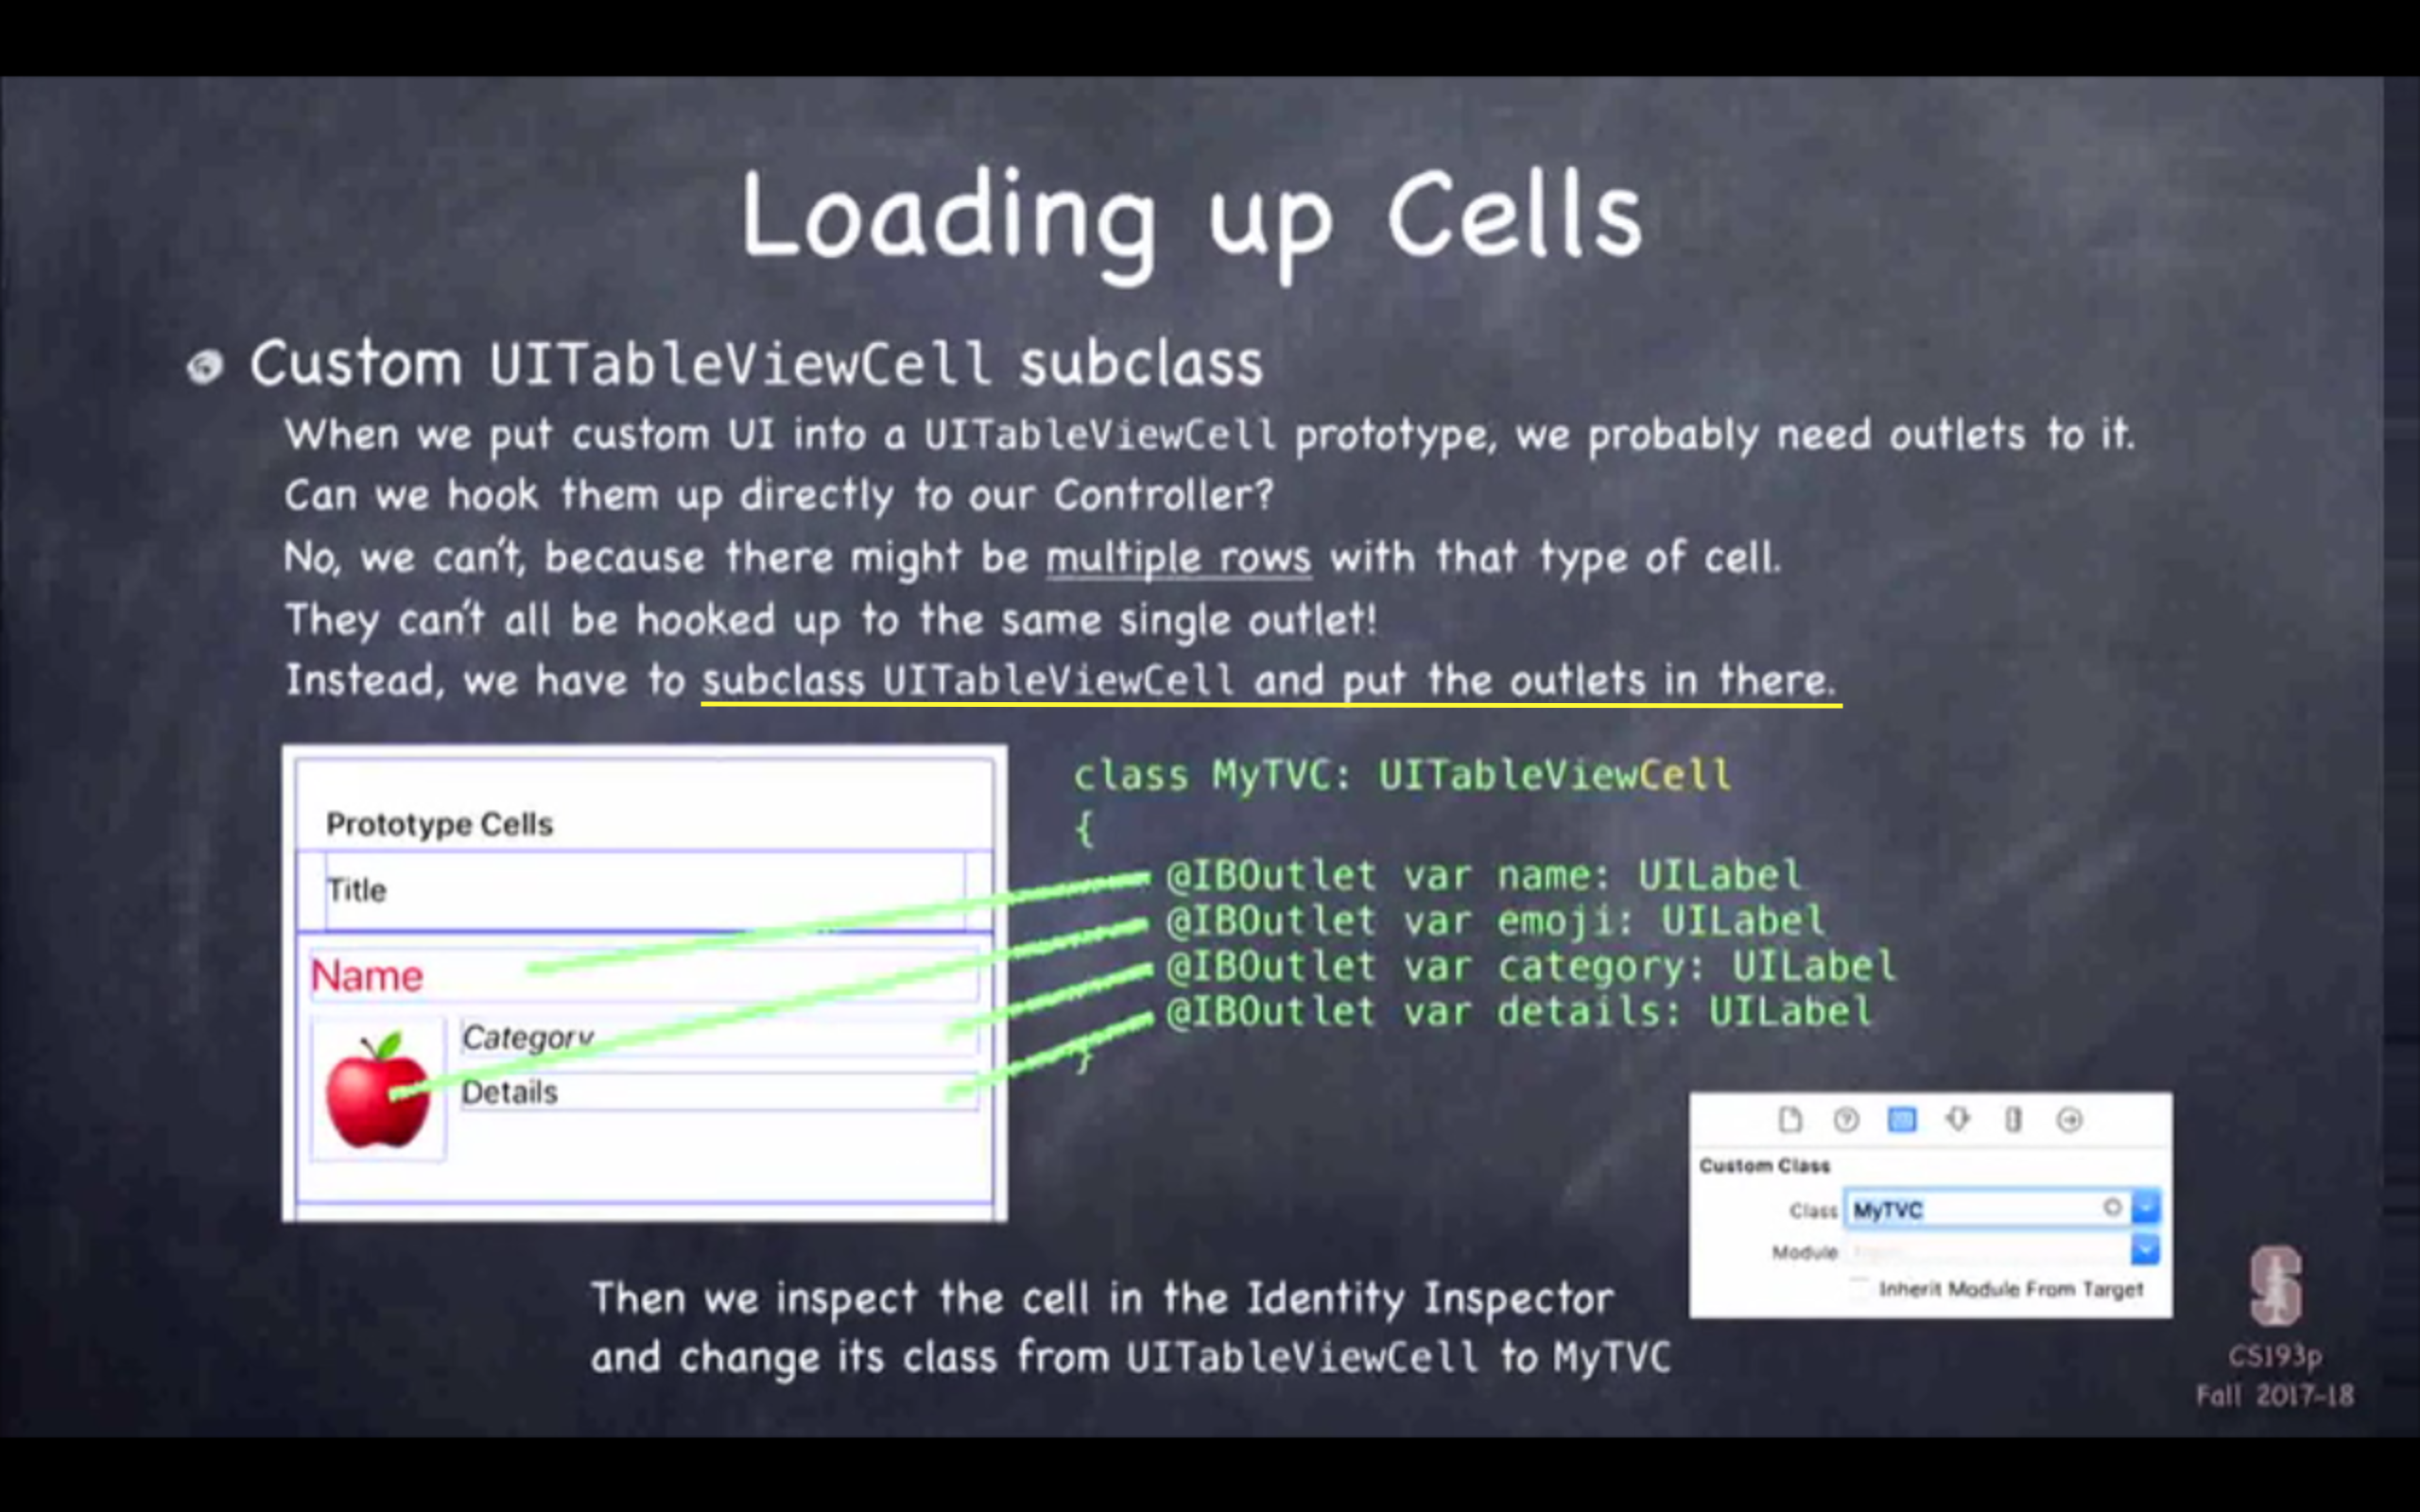 Loading up Cells
Custom UITableViewCell subclass
When we put custom UI into a UITableViewCell prototype, we probably need outlets to it.
Can we hook them up directly to our Controller?
No, we can't, because there might be multiple rows with that type of cell.
They can't all be hooked up to the same single outlet!
Instead, we have to subclass UITableViewCell and put the outlets in there.
Prototype Cells
Title
Name
Category
Details
class MyTVC: UITableViewCell
{
@IBOutlet var name: UILabel
@IBOutlet var emoji: UILabel
@IBOutlet var category: UILabel
@IBOutlet var details: UILabel
}
Custom Class
Class MyTVC
Module
Inherit Module From Target
Then we inspect the cell in the Identity Inspector
and change its class from UITableViewCell to MyTVC
S
CS193p
Fall 2017-18